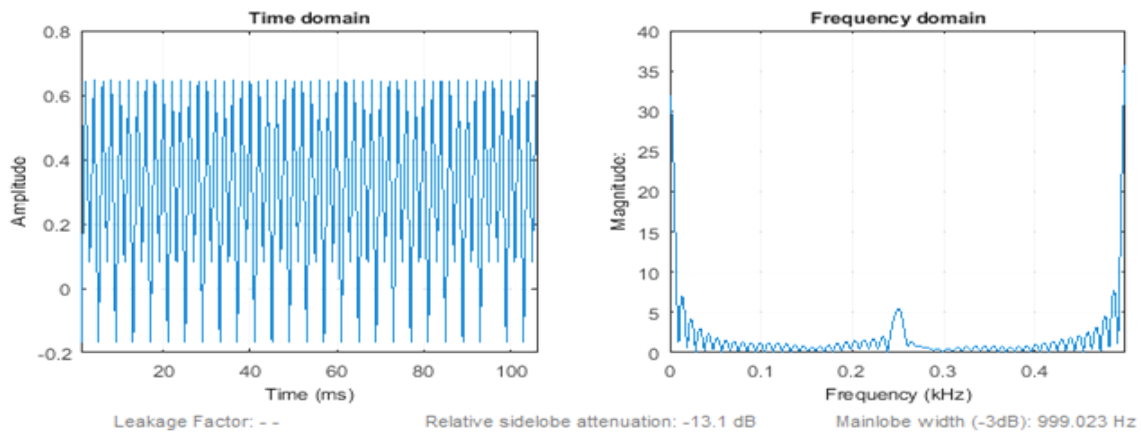 Time domain
0.8
0.6
0.4
0.2
0
-0.2
Amplitude
20 40 60 80 100
Time (ms)
Frequency domain
40
35
30
25
20
15
10
5
0
Magnitude:
0 0.1 0.2 0.3 0.4
Frequency (kHz)
Leakage Factor: -- Relative sidelobe attenuation: -13.1 dB Mainlobe width (-3dB): 999.023 Hz